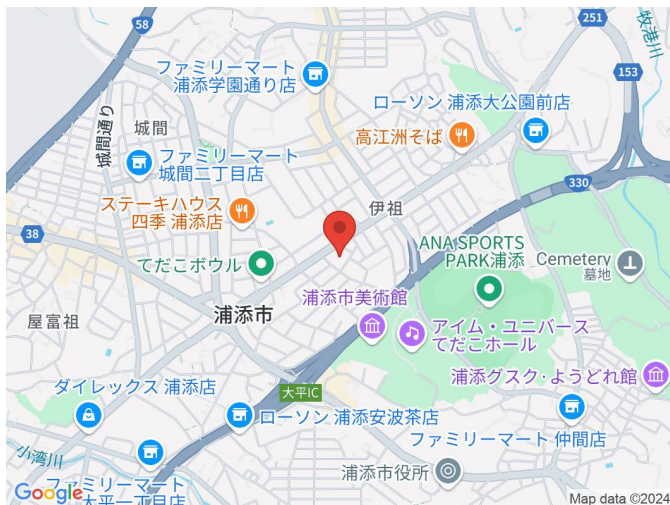 58
251
牧港川
ファミリーマート
浦添学園通り店
153
ローソン 浦添大公園前店
城間通り
城間
高江洲そば
ファミリーマート
城間二丁目店
330
ステーキハウス
四季 浦添店
伊祖
38
ANA SPORTS
PARK浦添
Cemetery
墓地
てだこボウル
浦添市美術館
浦添市
屋富祖
アイム・ユニバース
てだこホール
浦添グスク·ようどれ館
ダイレックス 浦添店
大平IC
ローソン 浦添安波茶店
ファミリーマート 仲間店
小湾川
ファミリーマート
大平一丁目店
浦添市役所
Google
Map data ©2024